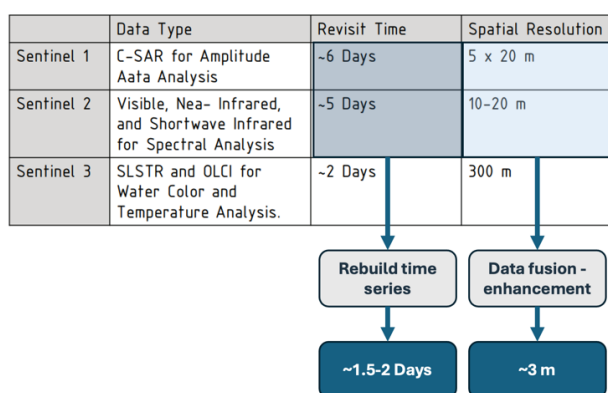 Data Type Revisit Time Spatial Resolution
Sentinel 1 C-SAR for Amplitude ~6 Days 5 x 20 m
Aata Analysis
Sentinel 2 Visible, Nea- Infrared, ~5 Days 10-20 m
and Shortwave Infrared
for Spectral Analysis
Sentinel 3 SLSTR and OLCI for ~2 Days 300 m
Water Color and
Temperature Analysis.
Rebuild time
series
Data fusion -
enhancement
~1.5-2 Days
~3 m